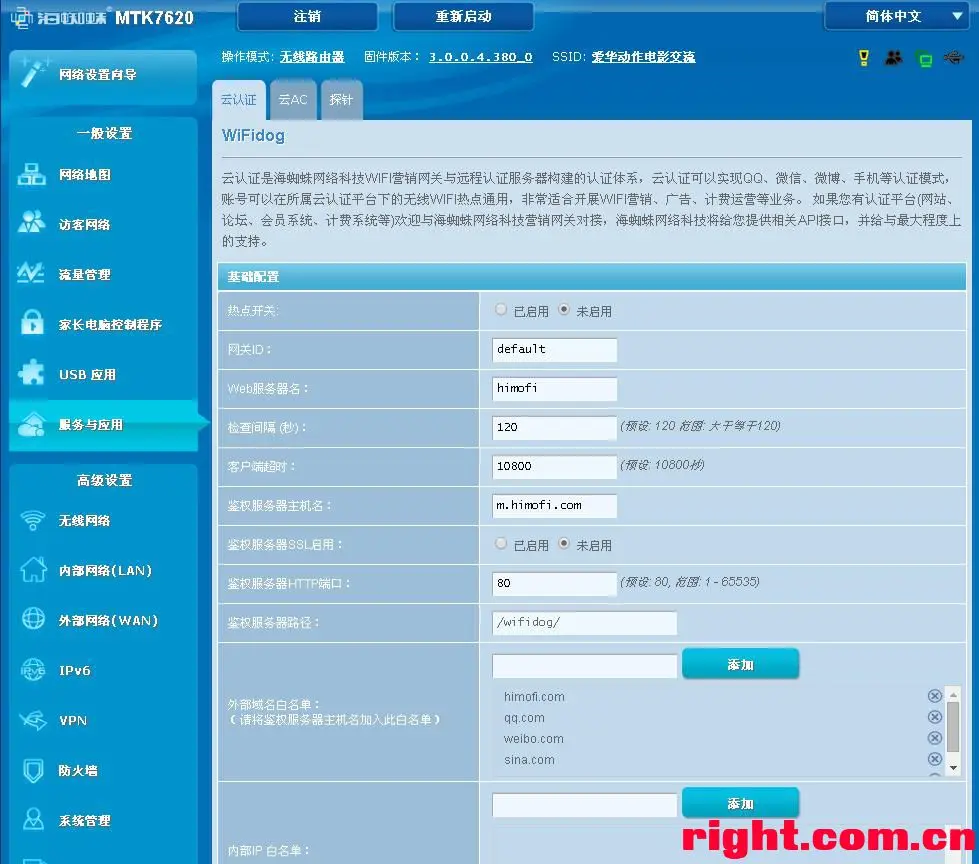 海蜘蛛® MTK7620
注销
重新启动
简体中文
操作模式: 无线路由器 固件版本: 3.0.0.4.380_0 SSID: 爱华动作电影交流
网络设置向导
一般设置
网络地图
访客网络
流量管理
家长电脑控制程序
USB 应用
服务与应用
高级设置
无线网络
内部网络(LAN)
外部网络(WAN)
IPv6
VPN
防火墙
系统管理
云认证
云AC
探针
WiFidog
云认证是海蜘蛛网络科技WIFI营销网关与远程认证服务器构建的认证体系，云认证可以实现QQ、微信、微博、手机等认证模式，
账号可以在所属云认证平台下的无线WIFI热点通用，非常适合开展WIFI营销、广告、计费运营等业务。 如果您有认证平台(网站、
论坛、会员系统、计费系统等)欢迎与海蜘蛛网络科技营销网关对接，海蜘蛛网络科技将给您提供相关API接口，并给与最大程度上
的支持。
基础配置
热点开关: 已启用 未启用
网关ID： default
Web服务器名： himofi
检查间隔 (秒)： 120 (预设: 120 范围: 大于等于120)
客户端超时： 10800 (预设: 10800秒)
鉴权服务器主机名： m.himofi.com
鉴权服务器SSL启用： 已启用 未启用
鉴权服务器HTTP端口： 80 (预设: 80, 范围: 1 - 65535)
鉴权服务器路径： /wifidog/
外部域名白名单：
（ 请将鉴权服务器主机名加入此白名单 ）
添加
himofi.com
qq.com
weibo.com
sina.com
内部IP 白名单：
添加
right.com.cn